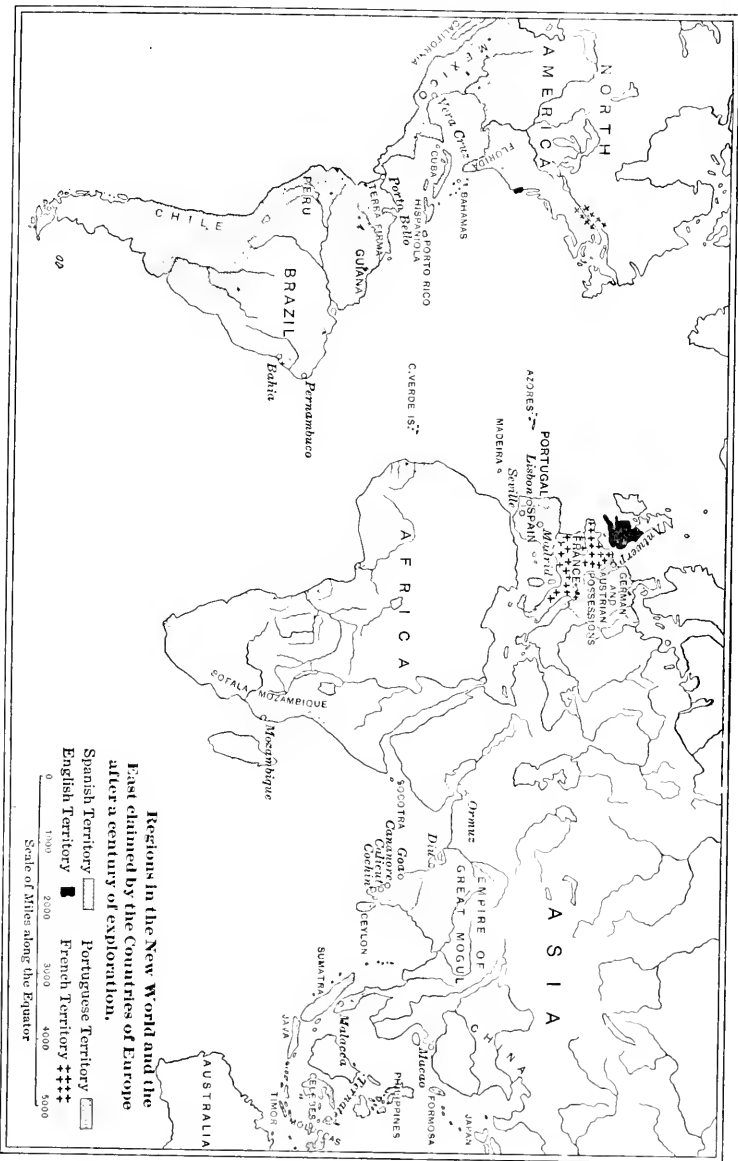 NORTH
AMERICA
CALIFORNIA
MEXICO
Vera Cruz
FLORIDA
CUBA
BAHAMAS
HISPANIOLA
PORTO RICO
Porto
Bello
TERRA FIRMA
GUIANA
PERU
BRAZIL
CHILE
Bahia
Pernambuco
C. VERDE IS.
AZORES
MADEIRA
PORTUGAL
Lisbon
SPAIN
Seville
Madrid
FRANCE
Antwerp
GERMAN
AND
AUSTRIAN
POSSESSIONS
AFRICA
SOFALA
MOZAMBIQUE
Mozambique
SOCOTRA
ASIA
Ormuz
Diu
EMPIRE OF
GREAT MOGUL
Goa
Cananore
Calicut
Cochin
CEYLON
CHINA
Macao
FORMOSA
JAPAN
PHILIPPINES
SUMATRA
Malacca
JAVA
CELEBES
TIMOR
AUSTRALIA
Regions in the New World and the
East claimed by the Countries of Europe
after a century of exploration.
Spanish Territory Portuguese Territory
English Territory French Territory
0 1000 2000 3000 4000 5000
Scale of Miles along the Equator